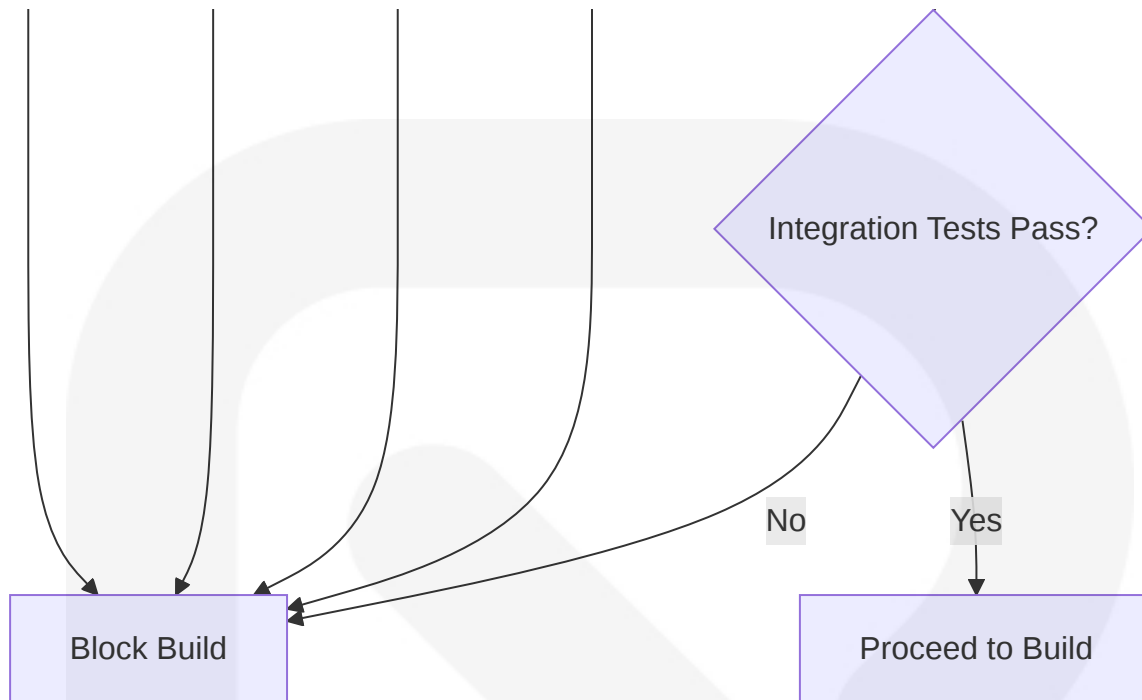 Integration Tests Pass?
No
Yes
Block Build
Proceed to Build